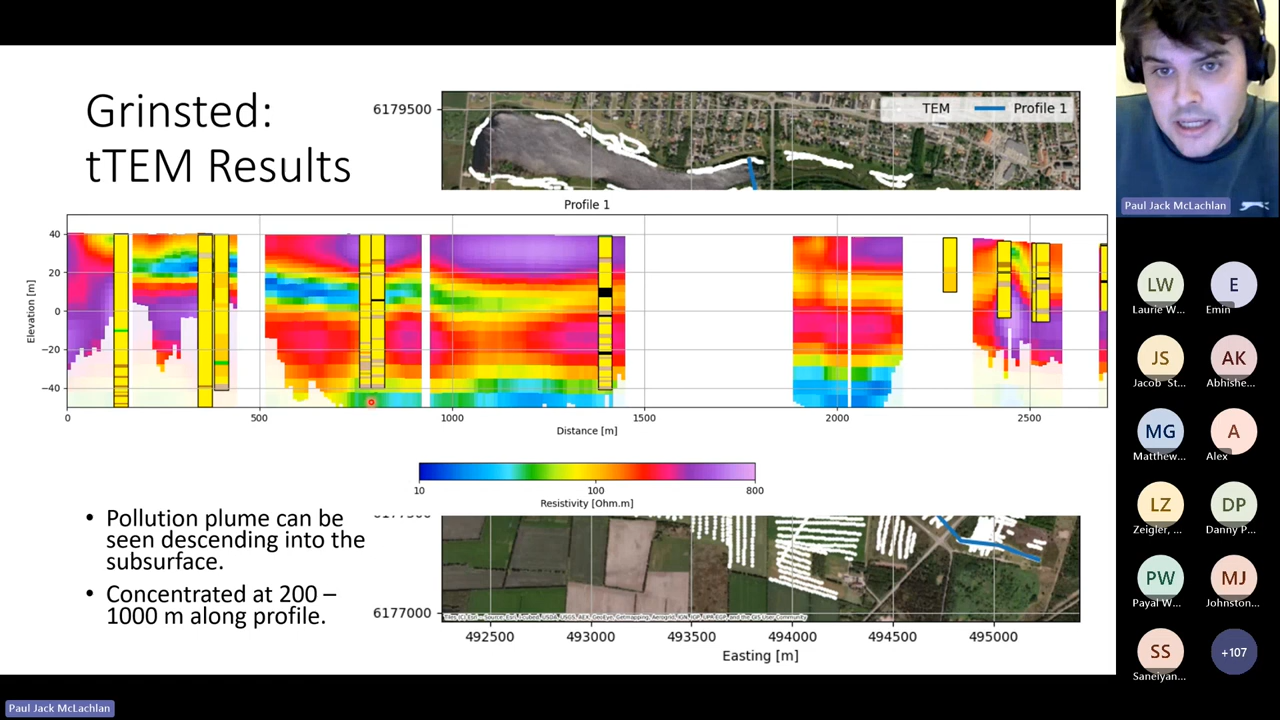 Grinsted:
tTEM Results
6179500
TEM
Profile 1
Profile 1
Elevation [m]
40
20
0
−20
−40
0
500
1000
1500
2000
2500
Distance [m]
10
100
800
Resistivity [Ohm.m]
• Pollution plume can be
seen descending into the
subsurface.
• Concentrated at 200 –
1000 m along profile.
6177000
492500
493000
493500
494000
494500
495000
Easting [m]
Paul Jack McLachlan
LW
Laurie W...
E
Emin
JS
Jacob St...
AK
Abhishe...
MG
Matthew...
A
Alex
LZ
Zeigler, ...
DP
Danny P...
PW
Payal W...
MJ
Johnston...
SS
Saneiyan...
+107
Paul Jack McLachlan